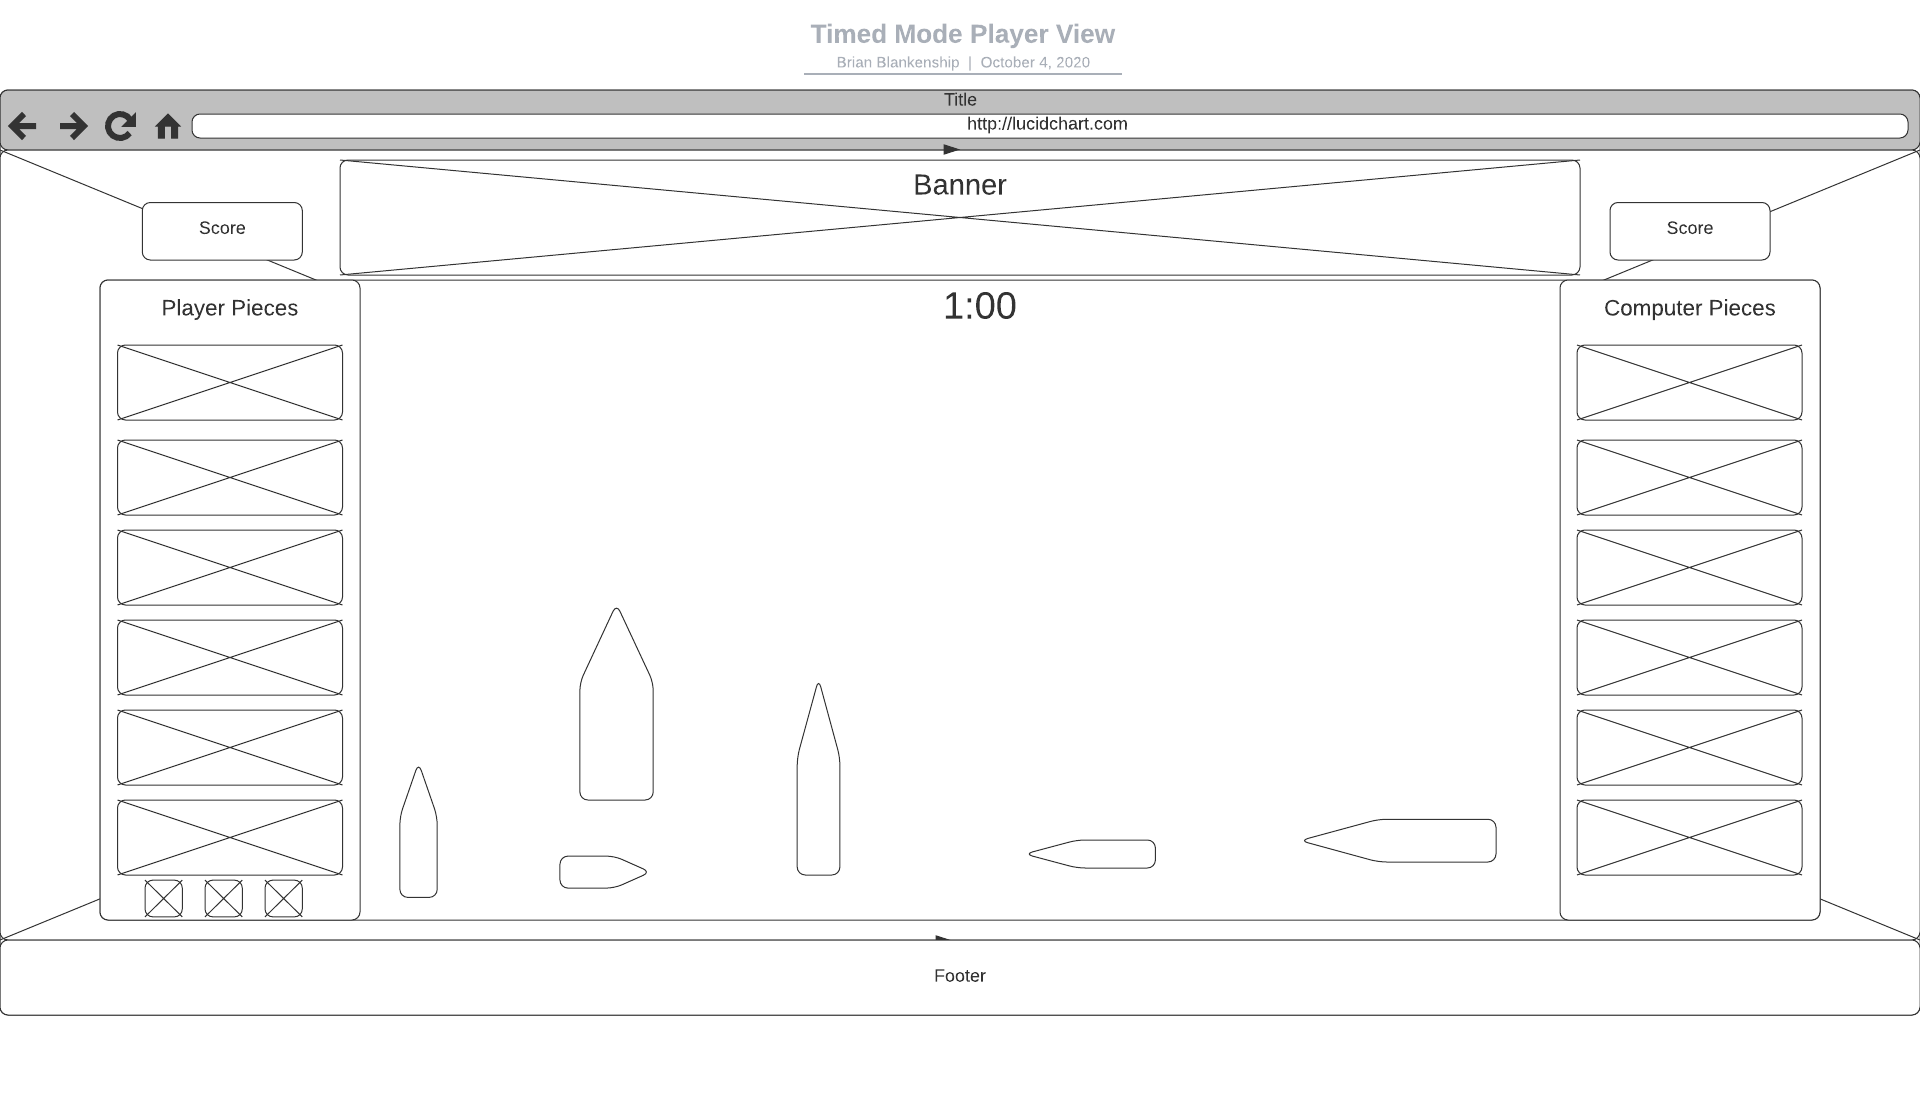 Timed Mode Player View
Brian Blankenship | October 4, 2020
Title
http://lucidchart.com
Banner
Score
Score
Player Pieces
1:00
Computer Pieces
Footer